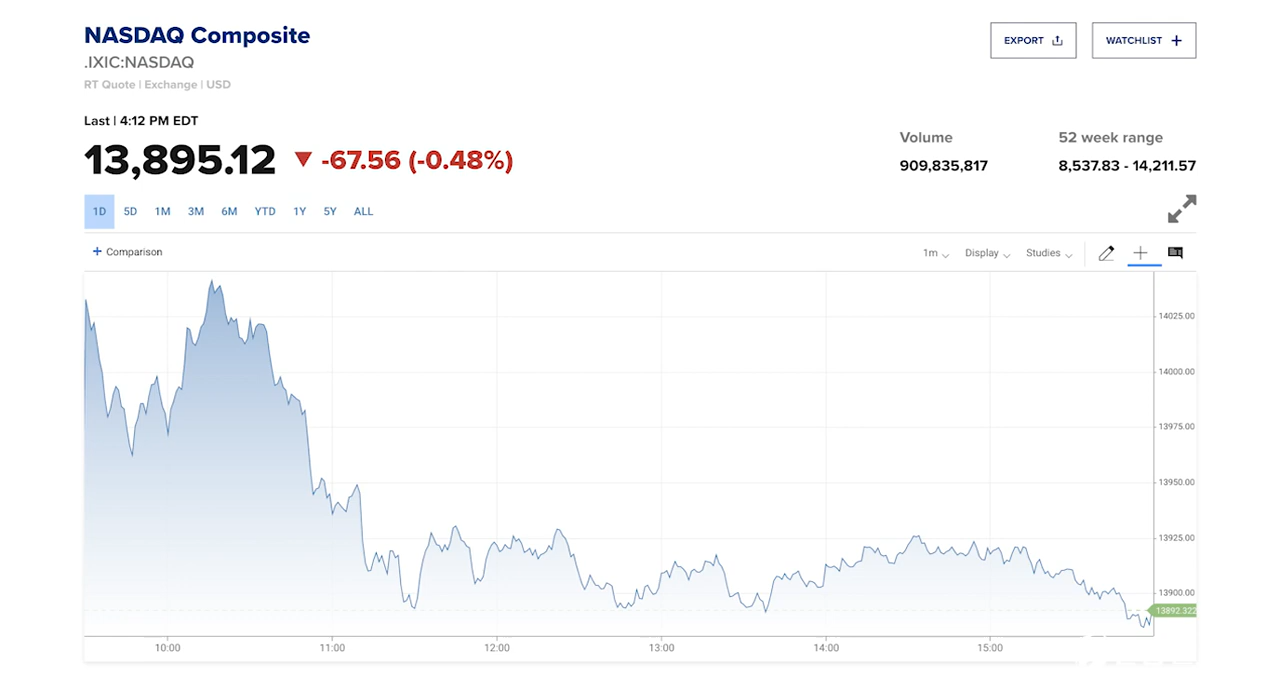 NASDAQ Composite
EXPORT
WATCHLIST +
.IXIC:NASDAQ
RT Quote | Exchange | USD
Last | 4:12 PM EDT
Volume
52 week range
13,895.12
-67.56 (-0.48%)
909,835,817
8,537.83 - 14,211.57
1D 5D 1M 3M 6M YTD 1Y 5Y ALL
+ Comparison
1m Display Studies
14025.00
14000.00
13975.00
13950.00
13925.00
13900.00
13892.322
10:00 11:00 12:00 13:00 14:00 15:00